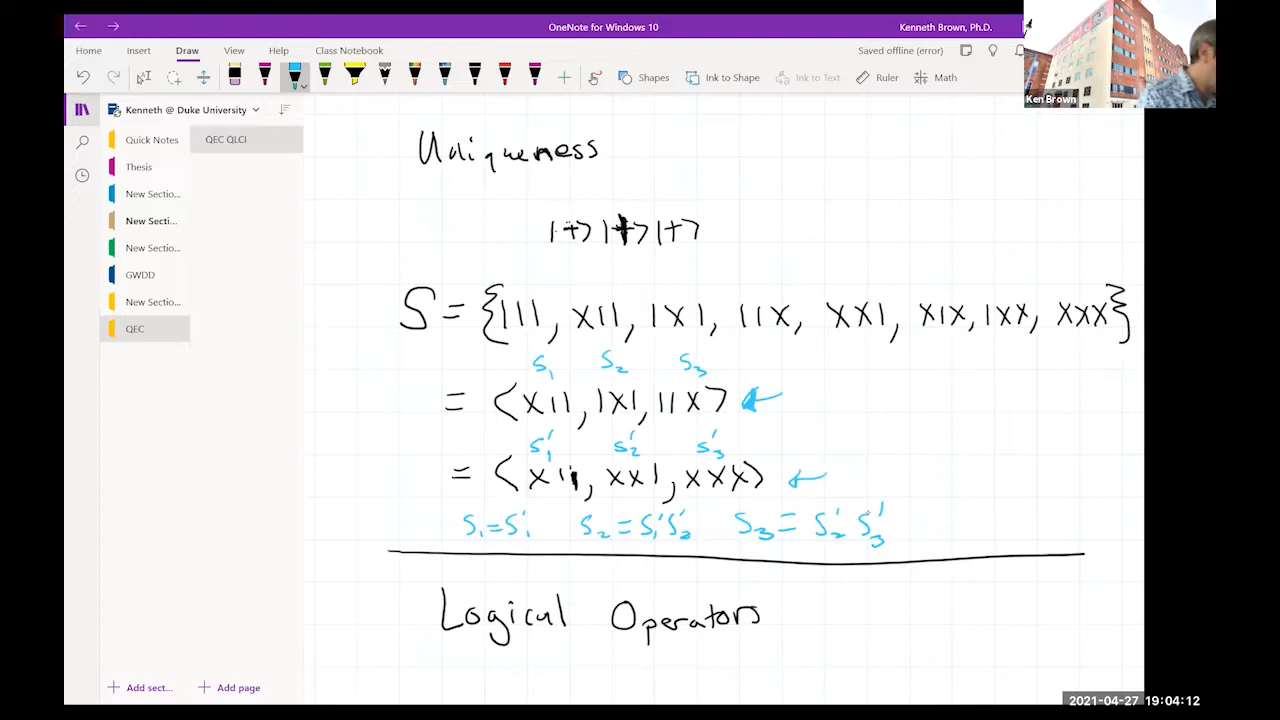 OneNote for Windows 10
Kenneth Brown, Ph.D.
Home Insert Draw View Help Class Notebook
Saved offline (error)
Shapes Ink to Shape Ink to Text Ruler Math
Ken Brown
Kenneth @ Duke University
Quick Notes
Thesis
New Sectio...
New Secti...
New Sectio...
GWDD
New Sectio...
QEC
QEC QLCI
Add sect...
Add page
Uniqueness
|+>|+>|+>
S = {III, XII, IXI, IIX, XXI, XIX, IXX, XXX}
S₁ S₂ S₃
= <XII, IXI, IIX> ←
S₁' S₂' S₃'
= <XII, XXI, XXX> ←
S₁=S₁' S₂=S₁'S₂' S₃=S₂'S₃'
Logical Operators
2021-04-27 19:04:12